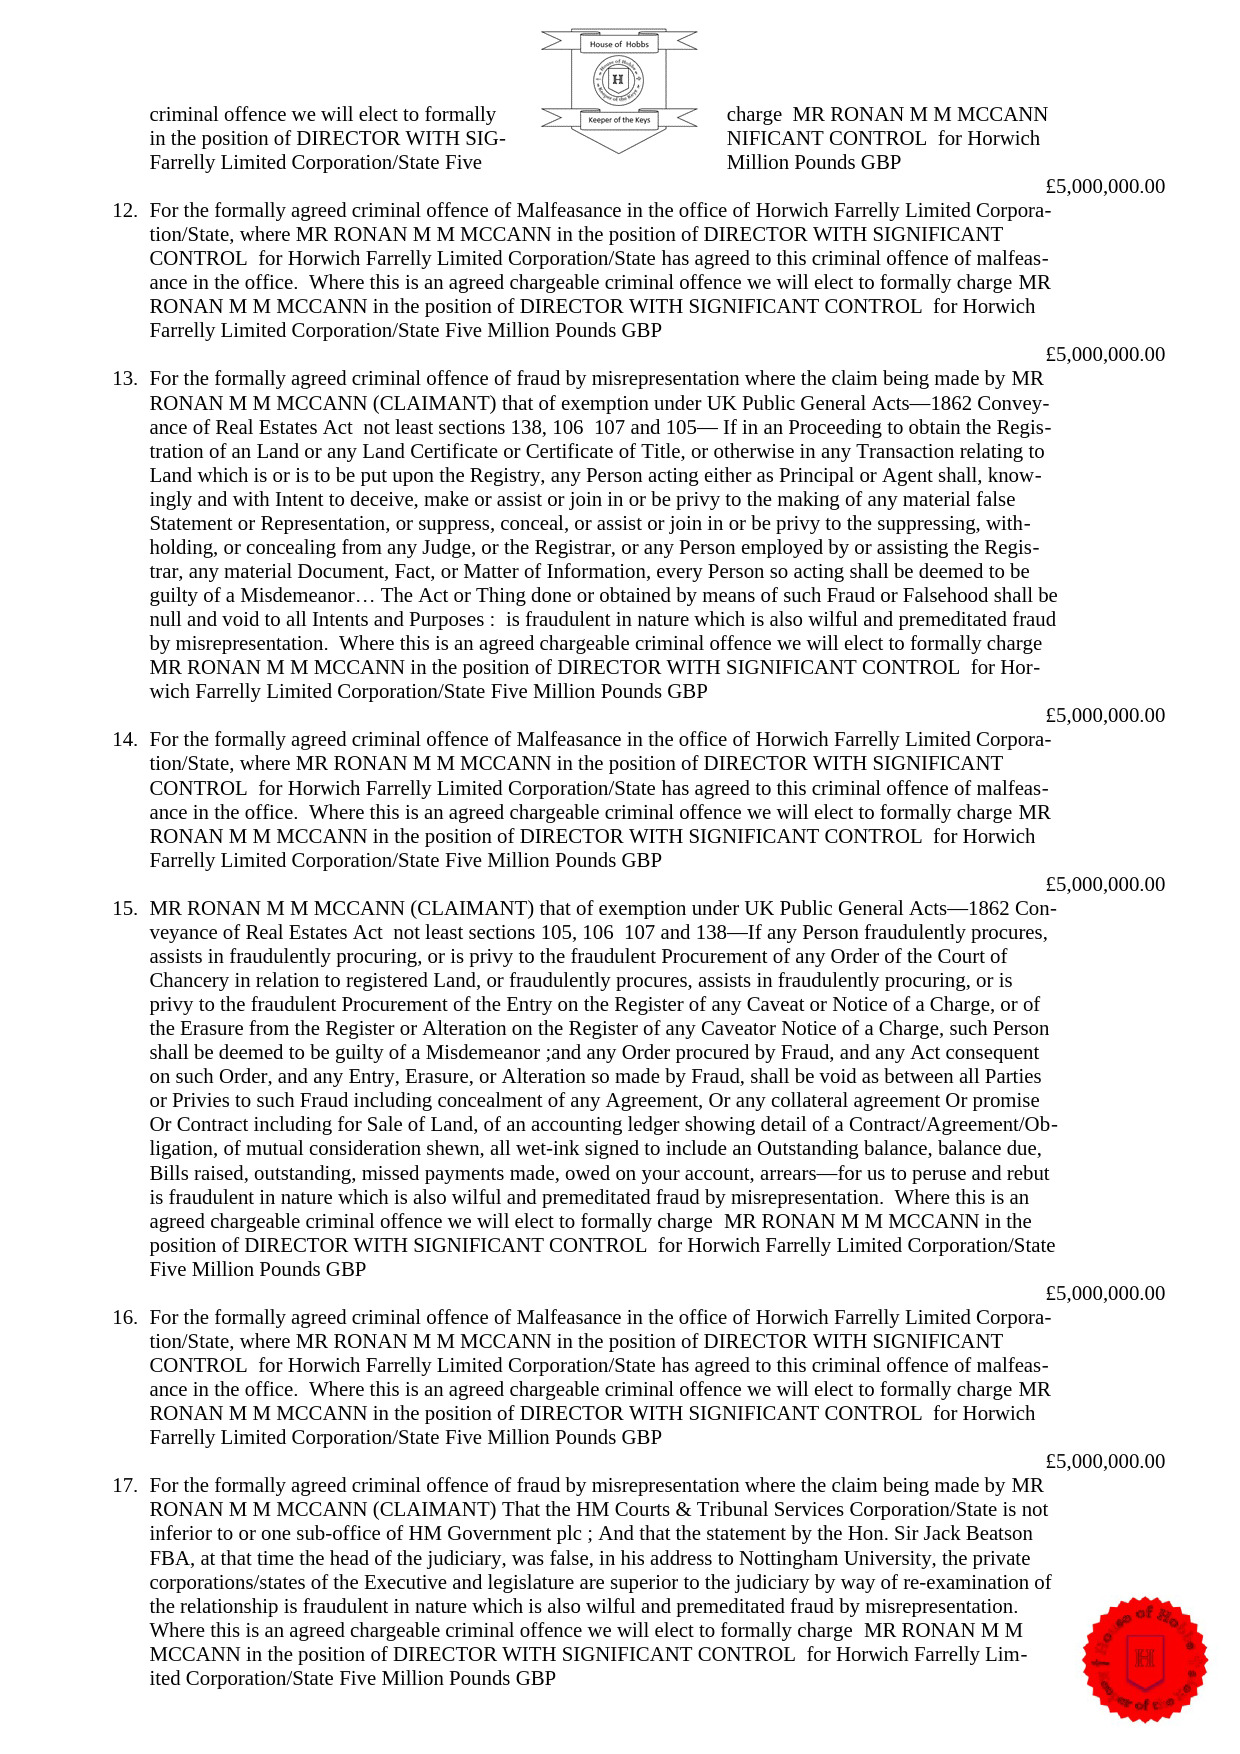 House of Hobbs
House of Hobbs
H
Keeper of the Keys
Keeper of the Keys
criminal offence we will elect to formally charge MR RONAN M M MCCANN
in the position of DIRECTOR WITH SIG- NIFICANT CONTROL for Horwich
Farrelly Limited Corporation/State Five Million Pounds GBP
£5,000,000.00
12. For the formally agreed criminal offence of Malfeasance in the office of Horwich Farrelly Limited Corpora-
tion/State, where MR RONAN M M MCCANN in the position of DIRECTOR WITH SIGNIFICANT
CONTROL for Horwich Farrelly Limited Corporation/State has agreed to this criminal offence of malfeas-
ance in the office. Where this is an agreed chargeable criminal offence we will elect to formally charge MR
RONAN M M MCCANN in the position of DIRECTOR WITH SIGNIFICANT CONTROL for Horwich
Farrelly Limited Corporation/State Five Million Pounds GBP
£5,000,000.00
13. For the formally agreed criminal offence of fraud by misrepresentation where the claim being made by MR
RONAN M M MCCANN (CLAIMANT) that of exemption under UK Public General Acts—1862 Convey-
ance of Real Estates Act not least sections 138, 106 107 and 105— If in an Proceeding to obtain the Regis-
tration of an Land or any Land Certificate or Certificate of Title, or otherwise in any Transaction relating to
Land which is or is to be put upon the Registry, any Person acting either as Principal or Agent shall, know-
ingly and with Intent to deceive, make or assist or join in or be privy to the making of any material false
Statement or Representation, or suppress, conceal, or assist or join in or be privy to the suppressing, with-
holding, or concealing from any Judge, or the Registrar, or any Person employed by or assisting the Regis-
trar, any material Document, Fact, or Matter of Information, every Person so acting shall be deemed to be
guilty of a Misdemeanor… The Act or Thing done or obtained by means of such Fraud or Falsehood shall be
null and void to all Intents and Purposes : is fraudulent in nature which is also wilful and premeditated fraud
by misrepresentation. Where this is an agreed chargeable criminal offence we will elect to formally charge
MR RONAN M M MCCANN in the position of DIRECTOR WITH SIGNIFICANT CONTROL for Hor-
wich Farrelly Limited Corporation/State Five Million Pounds GBP
£5,000,000.00
14. For the formally agreed criminal offence of Malfeasance in the office of Horwich Farrelly Limited Corpora-
tion/State, where MR RONAN M M MCCANN in the position of DIRECTOR WITH SIGNIFICANT
CONTROL for Horwich Farrelly Limited Corporation/State has agreed to this criminal offence of malfeas-
ance in the office. Where this is an agreed chargeable criminal offence we will elect to formally charge MR
RONAN M M MCCANN in the position of DIRECTOR WITH SIGNIFICANT CONTROL for Horwich
Farrelly Limited Corporation/State Five Million Pounds GBP
£5,000,000.00
15. MR RONAN M M MCCANN (CLAIMANT) that of exemption under UK Public General Acts—1862 Con-
veyance of Real Estates Act not least sections 105, 106 107 and 138—If any Person fraudulently procures,
assists in fraudulently procuring, or is privy to the fraudulent Procurement of any Order of the Court of
Chancery in relation to registered Land, or fraudulently procures, assists in fraudulently procuring, or is
privy to the fraudulent Procurement of the Entry on the Register of any Caveat or Notice of a Charge, or of
the Erasure from the Register or Alteration on the Register of any Caveator Notice of a Charge, such Person
shall be deemed to be guilty of a Misdemeanor ;and any Order procured by Fraud, and any Act consequent
on such Order, and any Entry, Erasure, or Alteration so made by Fraud, shall be void as between all Parties
or Privies to such Fraud including concealment of any Agreement, Or any collateral agreement Or promise
Or Contract including for Sale of Land, of an accounting ledger showing detail of a Contract/Agreement/Ob-
ligation, of mutual consideration shewn, all wet-ink signed to include an Outstanding balance, balance due,
Bills raised, outstanding, missed payments made, owed on your account, arrears—for us to peruse and rebut
is fraudulent in nature which is also wilful and premeditated fraud by misrepresentation. Where this is an
agreed chargeable criminal offence we will elect to formally charge MR RONAN M M MCCANN in the
position of DIRECTOR WITH SIGNIFICANT CONTROL for Horwich Farrelly Limited Corporation/State
Five Million Pounds GBP
£5,000,000.00
16. For the formally agreed criminal offence of Malfeasance in the office of Horwich Farrelly Limited Corpora-
tion/State, where MR RONAN M M MCCANN in the position of DIRECTOR WITH SIGNIFICANT
CONTROL for Horwich Farrelly Limited Corporation/State has agreed to this criminal offence of malfeas-
ance in the office. Where this is an agreed chargeable criminal offence we will elect to formally charge MR
RONAN M M MCCANN in the position of DIRECTOR WITH SIGNIFICANT CONTROL for Horwich
Farrelly Limited Corporation/State Five Million Pounds GBP
£5,000,000.00
17. For the formally agreed criminal offence of fraud by misrepresentation where the claim being made by MR
RONAN M M MCCANN (CLAIMANT) That the HM Courts & Tribunal Services Corporation/State is not
inferior to or one sub-office of HM Government plc ; And that the statement by the Hon. Sir Jack Beatson
FBA, at that time the head of the judiciary, was false, in his address to Nottingham University, the private
corporations/states of the Executive and legislature are superior to the judiciary by way of re-examination of
the relationship is fraudulent in nature which is also wilful and premeditated fraud by misrepresentation.
Where this is an agreed chargeable criminal offence we will elect to formally charge MR RONAN M M
MCCANN in the position of DIRECTOR WITH SIGNIFICANT CONTROL for Horwich Farrelly Lim-
ited Corporation/State Five Million Pounds GBP
House of Hobbs
H
Keeper of the Keys